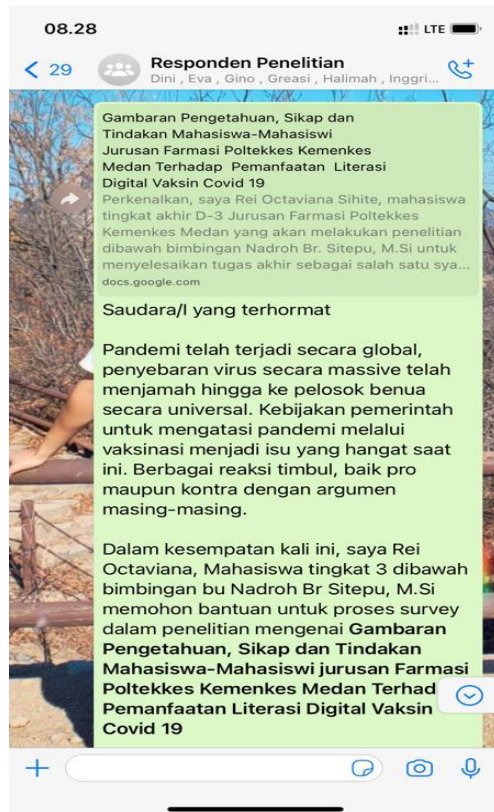 08.28
LTE
29
Responden Penelitian
Dini , Eva , Gino , Greasi , Halimah , Inggri...
Gambaran Pengetahuan, Sikap dan
Tindakan Mahasiswa-Mahasiswi
Jurusan Farmasi Poltekkes Kemenkes
Medan Terhadap Pemanfaatan Literasi
Digital Vaksin Covid 19
Perkenalkan, saya Rei Octaviana Sihite, mahasiswa
tingkat akhir D-3 Jurusan Farmasi Poltekkes
Kemenkes Medan yang akan melakukan penelitian
dibawah bimbingan Nadroh Br. Sitepu, M.Si untuk
menyelesaikan tugas akhir sebagai salah satu sya...
docs.google.com
Saudara/I yang terhormat
Pandemi telah terjadi secara global,
penyebaran virus secara massive telah
menjamah hingga ke pelosok benua
secara universal. Kebijakan pemerintah
untuk mengatasi pandemi melalui
vaksinasi menjadi isu yang hangat saat
ini. Berbagai reaksi timbul, baik pro
maupun kontra dengan argumen
masing-masing.
Dalam kesempatan kali ini, saya Rei
Octaviana, Mahasiswa tingkat 3 dibawah
bimbingan bu Nadroh Br Sitepu, M.Si
memohon bantuan untuk proses survey
dalam penelitian mengenai Gambaran
Pengetahuan, Sikap dan Tindakan
Mahasiswa-Mahasiswi jurusan Farmasi
Poltekkes Kemenkes Medan Terhad
Pemanfaatan Literasi Digital Vaksin
Covid 19